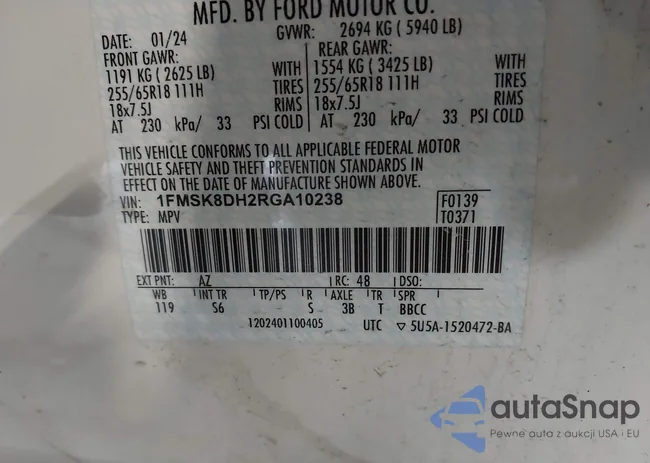 MFD. BY FORD MOTOR CO.
DATE: 01/24 GVWR: 2694 KG ( 5940 LB)
FRONT GAWR: REAR GAWR:
1191 KG ( 2625 LB) WITH 1554 KG ( 3425 LB) WITH
255/65R18 111H TIRES 255/65R18 111H TIRES
18x7.5J RIMS 18x7.5J RIMS
AT 230 kPa/ 33 PSI COLD AT 230 kPa/ 33 PSI COLD
THIS VEHICLE CONFORMS TO ALL APPLICABLE FEDERAL MOTOR
VEHICLE SAFETY AND THEFT PREVENTION STANDARDS IN
EFFECT ON THE DATE OF MANUFACTURE SHOWN ABOVE.
VIN: 1FMSK8DH2RGA10238 F0139
TYPE: MPV T0371
EXT PNT: AZ RC: 48 DSO:
WB INT TR TP/PS R AXLE TR SPR
119 S6 S 3B T BBCC
1202401100405 UTC ▽ 5U5A-1520472-BA
autaSnap
Pewne auta z aukcji USA i EU